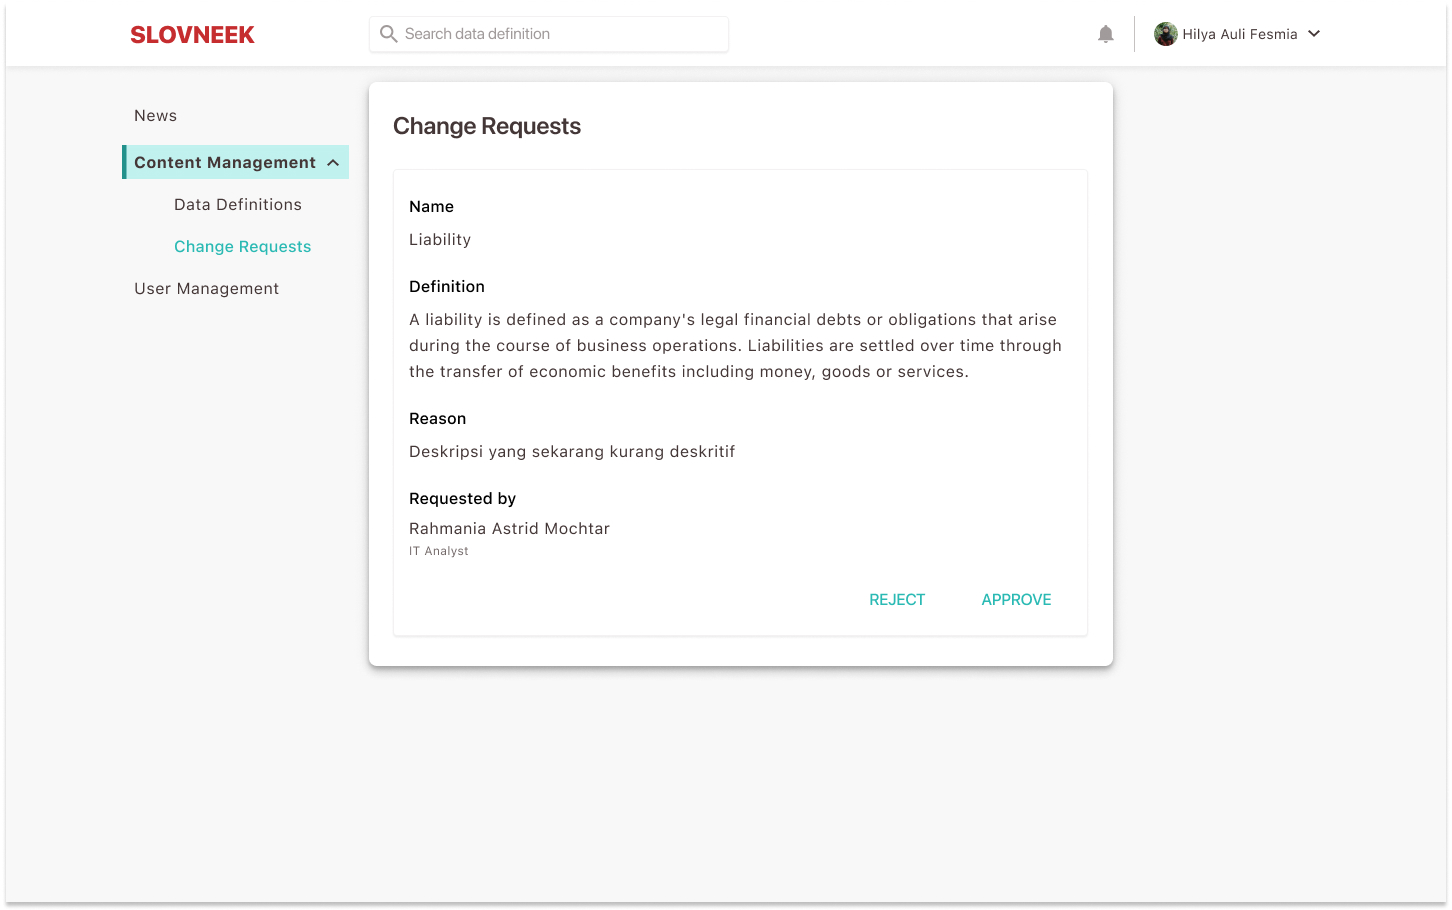 SLOVNEEK
Search data definition
Hilya Auli Fesmia
News
Content Management
Data Definitions
Change Requests
User Management
Change Requests
Name
Liability
Definition
A liability is defined as a company's legal financial debts or obligations that arise
during the course of business operations. Liabilities are settled over time through
the transfer of economic benefits including money, goods or services.
Reason
Deskripsi yang sekarang kurang deskritif
Requested by
Rahmania Astrid Mochtar
IT Analyst
REJECT
APPROVE